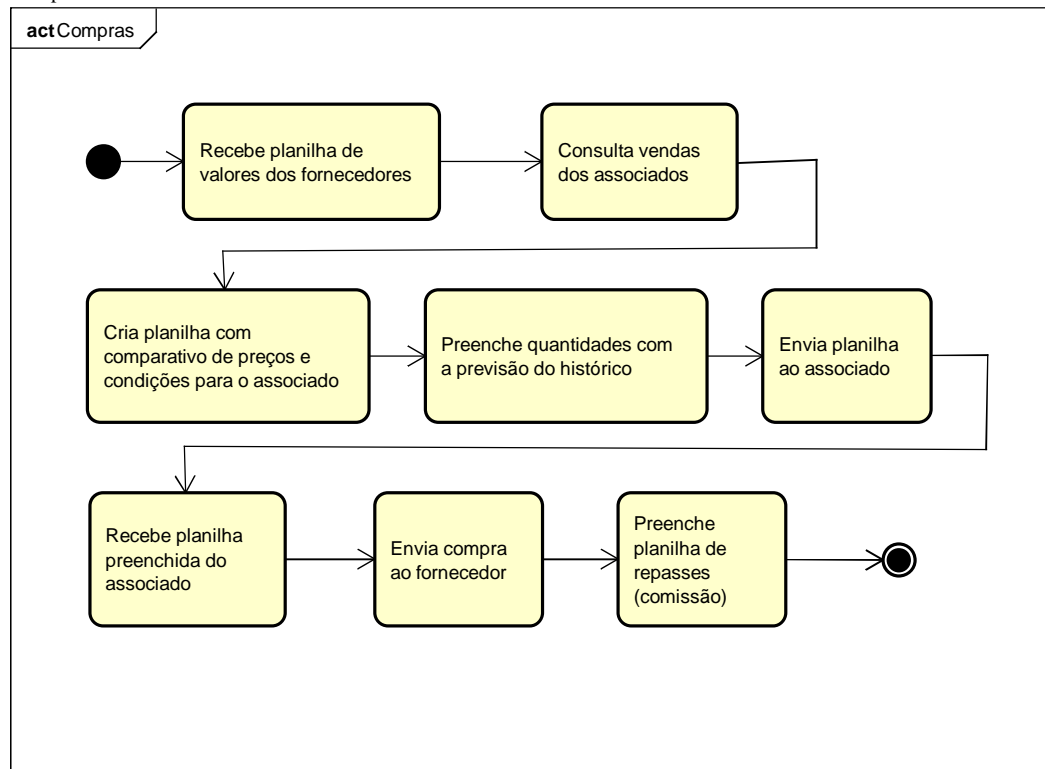 act Compras
Recebe planilha de
valores dos fornecedores
Consulta vendas
dos associados
Cria planilha com
comparativo de preços e
condições para o associado
Preenche quantidades com
a previsão do histórico
Envia planilha
ao associado
Recebe planilha
preenchida do
associado
Envia compra
ao fornecedor
Preenche
planilha de
repasses
(comissão)